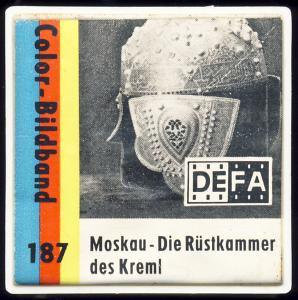 Color-Bildband
DEFA
187
Moskau-Die Rüstkammer
des Kreml